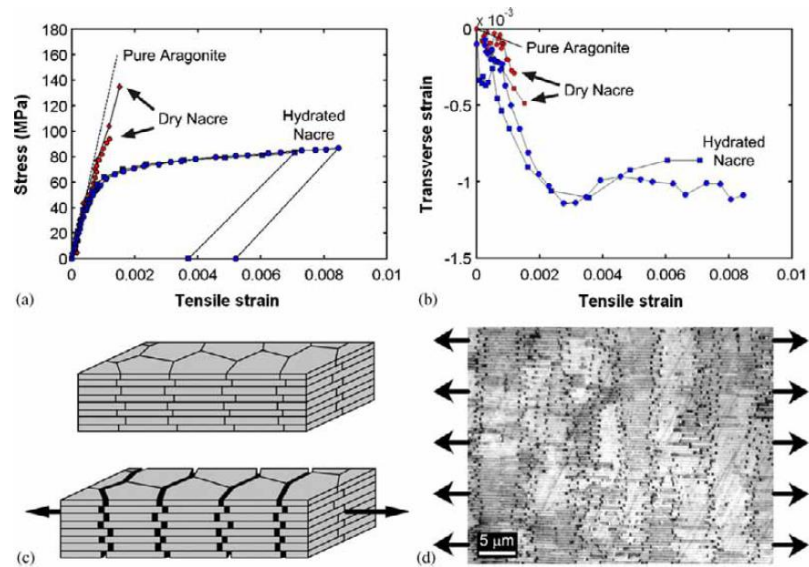 180
160
140
120
100
80
60
40
20
0
Stress (MPa)
Pure Aragonite
Dry Nacre
Hydrated
Nacre
0
0.002
0.004
0.006
0.008
0.01
(a)
Tensile strain
x 10⁻³
0
-0.5
-1
-1.5
Transverse strain
Pure Aragonite
Dry Nacre
Hydrated
Nacre
0
0.002
0.004
0.006
0.008
0.01
(b)
Tensile strain
(c)
(d)
5 μm